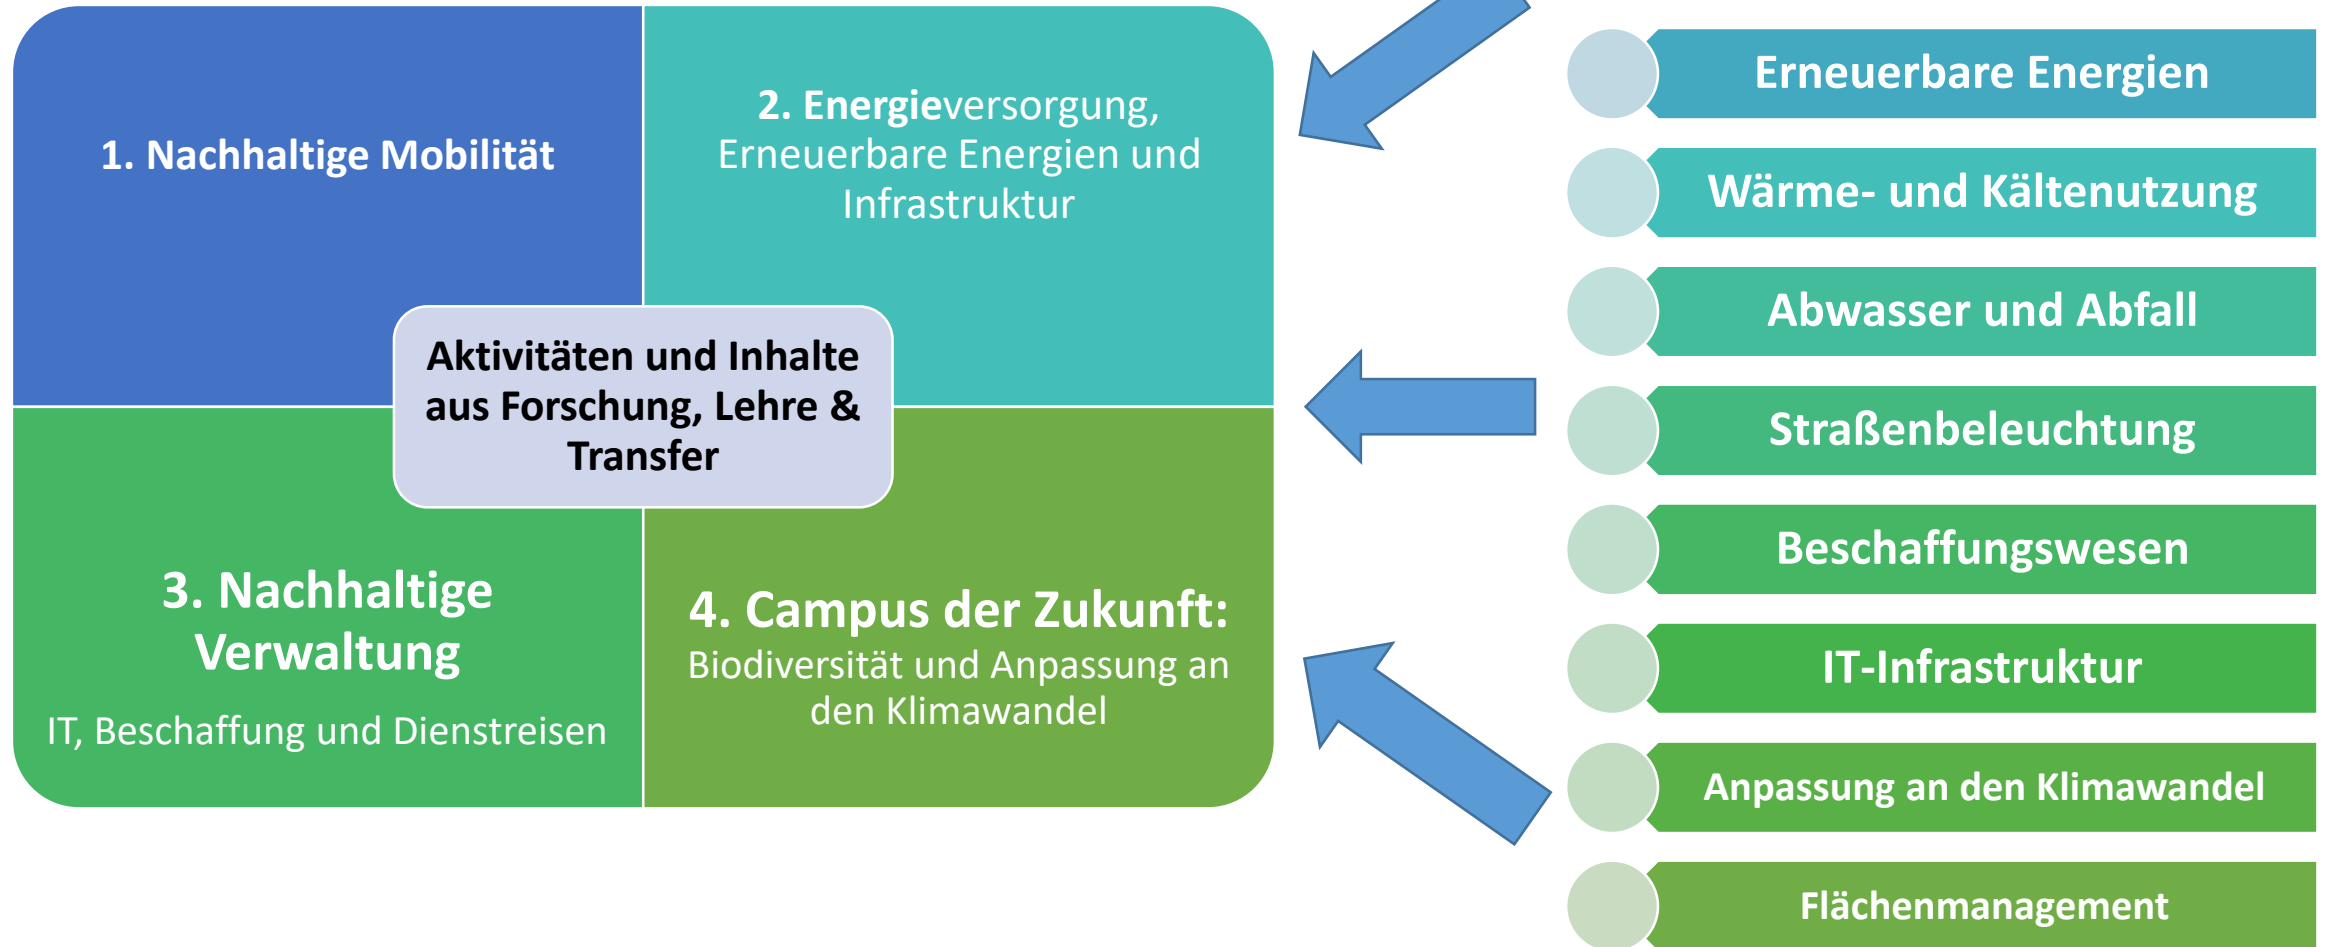 1. Nachhaltige Mobilität
2. Energieversorgung,
Erneuerbare Energien und
Infrastruktur
Aktivitäten und Inhalte
aus Forschung, Lehre &
Transfer
3. Nachhaltige
Verwaltung
IT, Beschaffung und Dienstreisen
4. Campus der Zukunft:
Biodiversität und Anpassung an
den Klimawandel
Erneuerbare Energien
Wärme- und Kältenutzung
Abwasser und Abfall
Straßenbeleuchtung
Beschaffungswesen
IT-Infrastruktur
Anpassung an den Klimawandel
Flächenmanagement